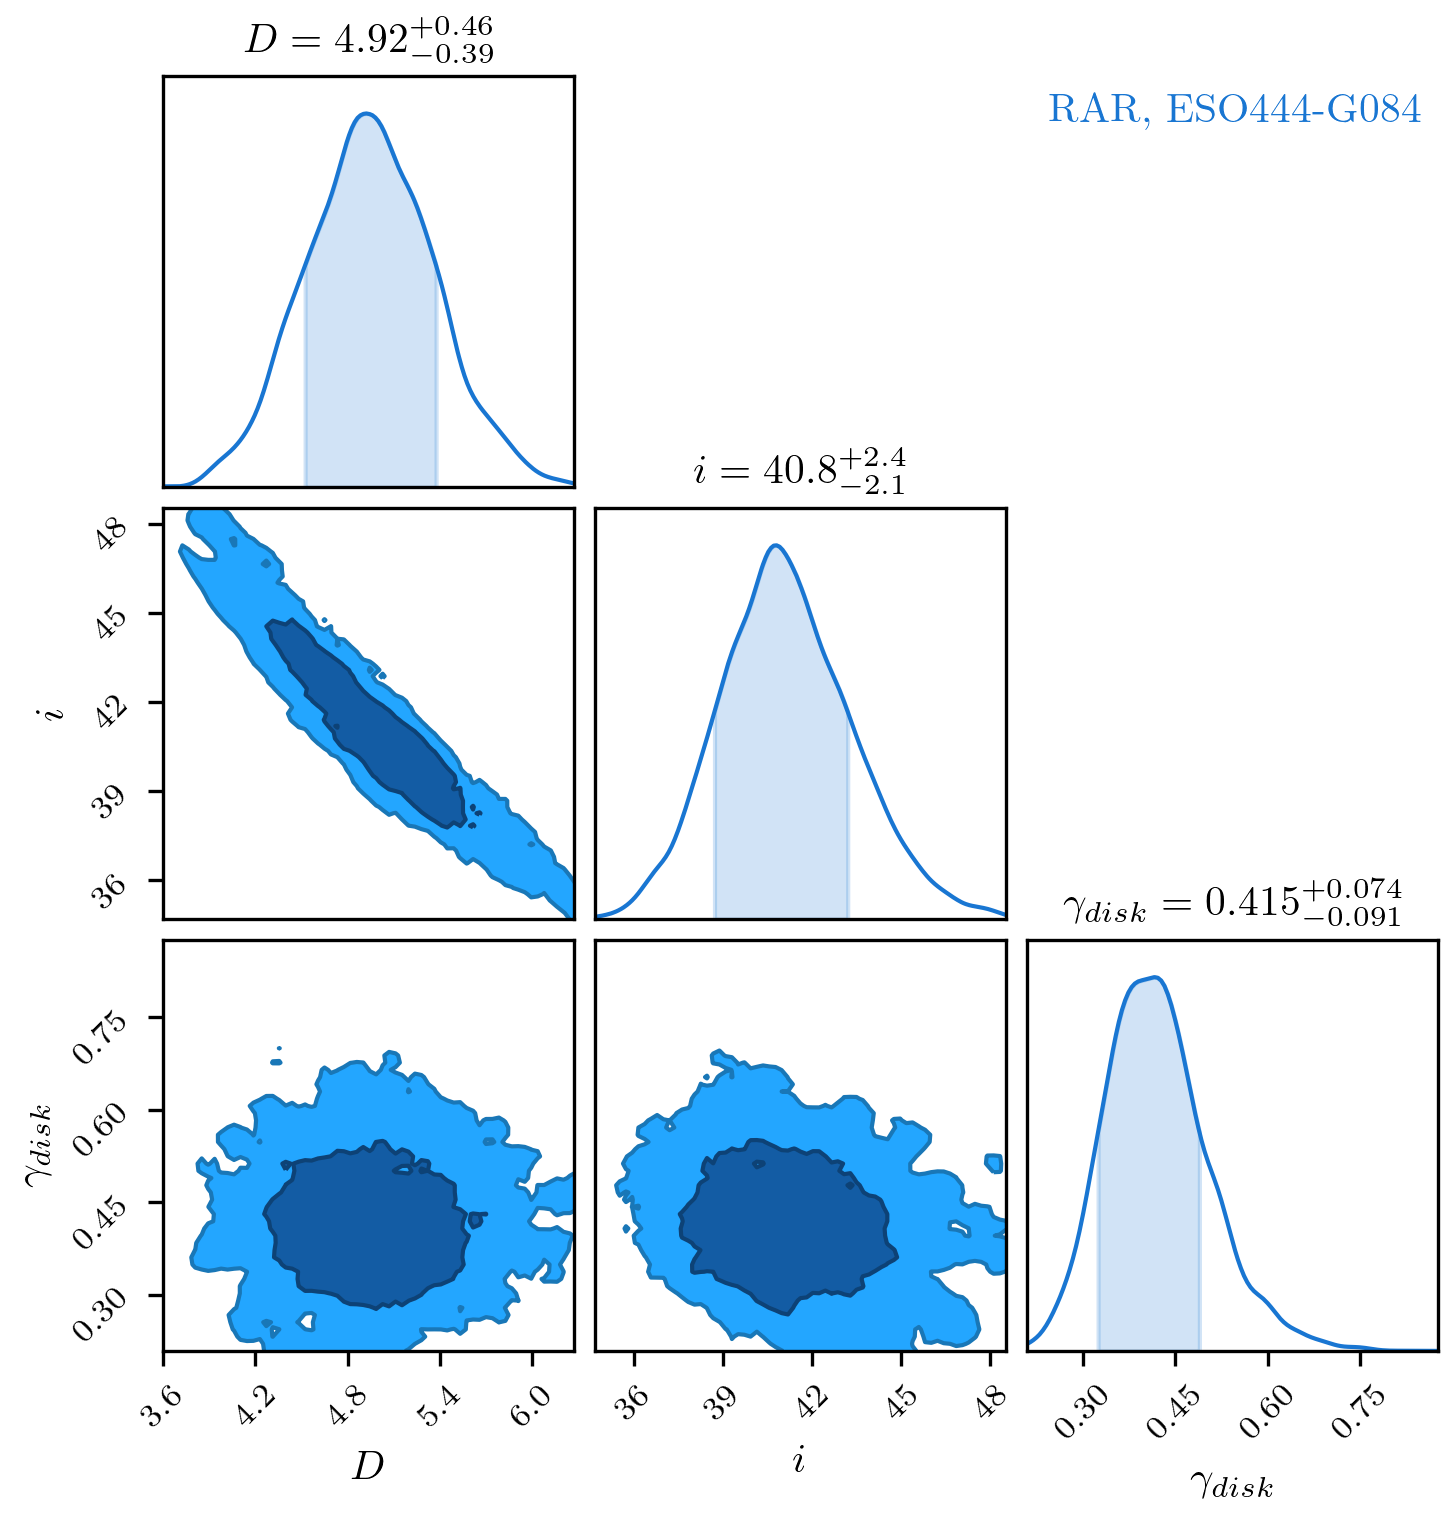 D = 4.92^{+0.46}_{-0.39}
RAR, ESO444-G084
i = 40.8^{+2.4}_{-2.1}
48
45
42
39
36
i
γ_{disk} = 0.415^{+0.074}_{-0.091}
0.75
0.60
0.45
0.30
γ_{disk}
3.6 4.2 4.8 5.4 6.0
D
36 39 42 45 48
i
0.30 0.45 0.60 0.75
γ_{disk}